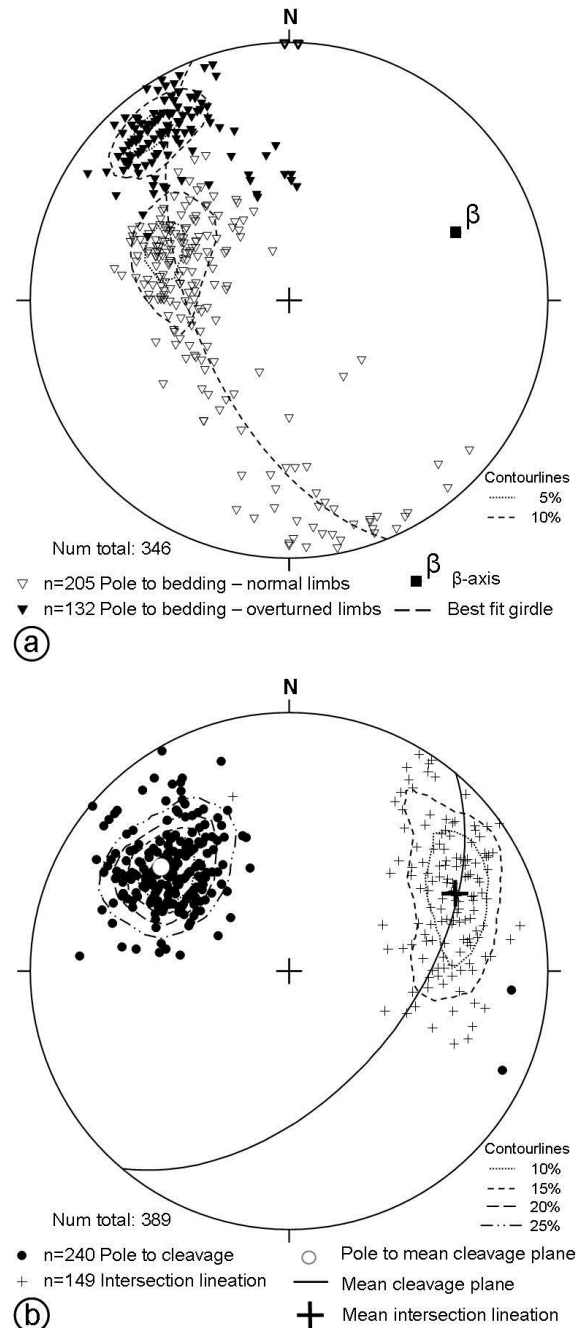 N
β
Contourlines
5%
10%
Num total: 346
β
n=205 Pole to bedding – normal limbs
β-axis
n=132 Pole to bedding – overturned limbs
Best fit girdle
a
N
Contourlines
10%
15%
20%
25%
Num total: 389
n=240 Pole to cleavage
Pole to mean cleavage plane
n=149 Intersection lineation
Mean cleavage plane
b
Mean intersection lineation